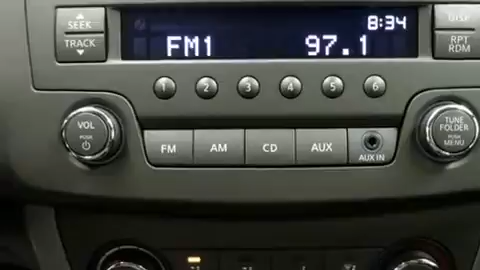 SEEK
TRACK
FM1
97.1
8:34
DISP
RPT
RDM
1 2 3 4 5 6
VOL
PUSH
FM
AM
CD
AUX
AUX IN
TUNE
FOLDER
PUSH
MENU